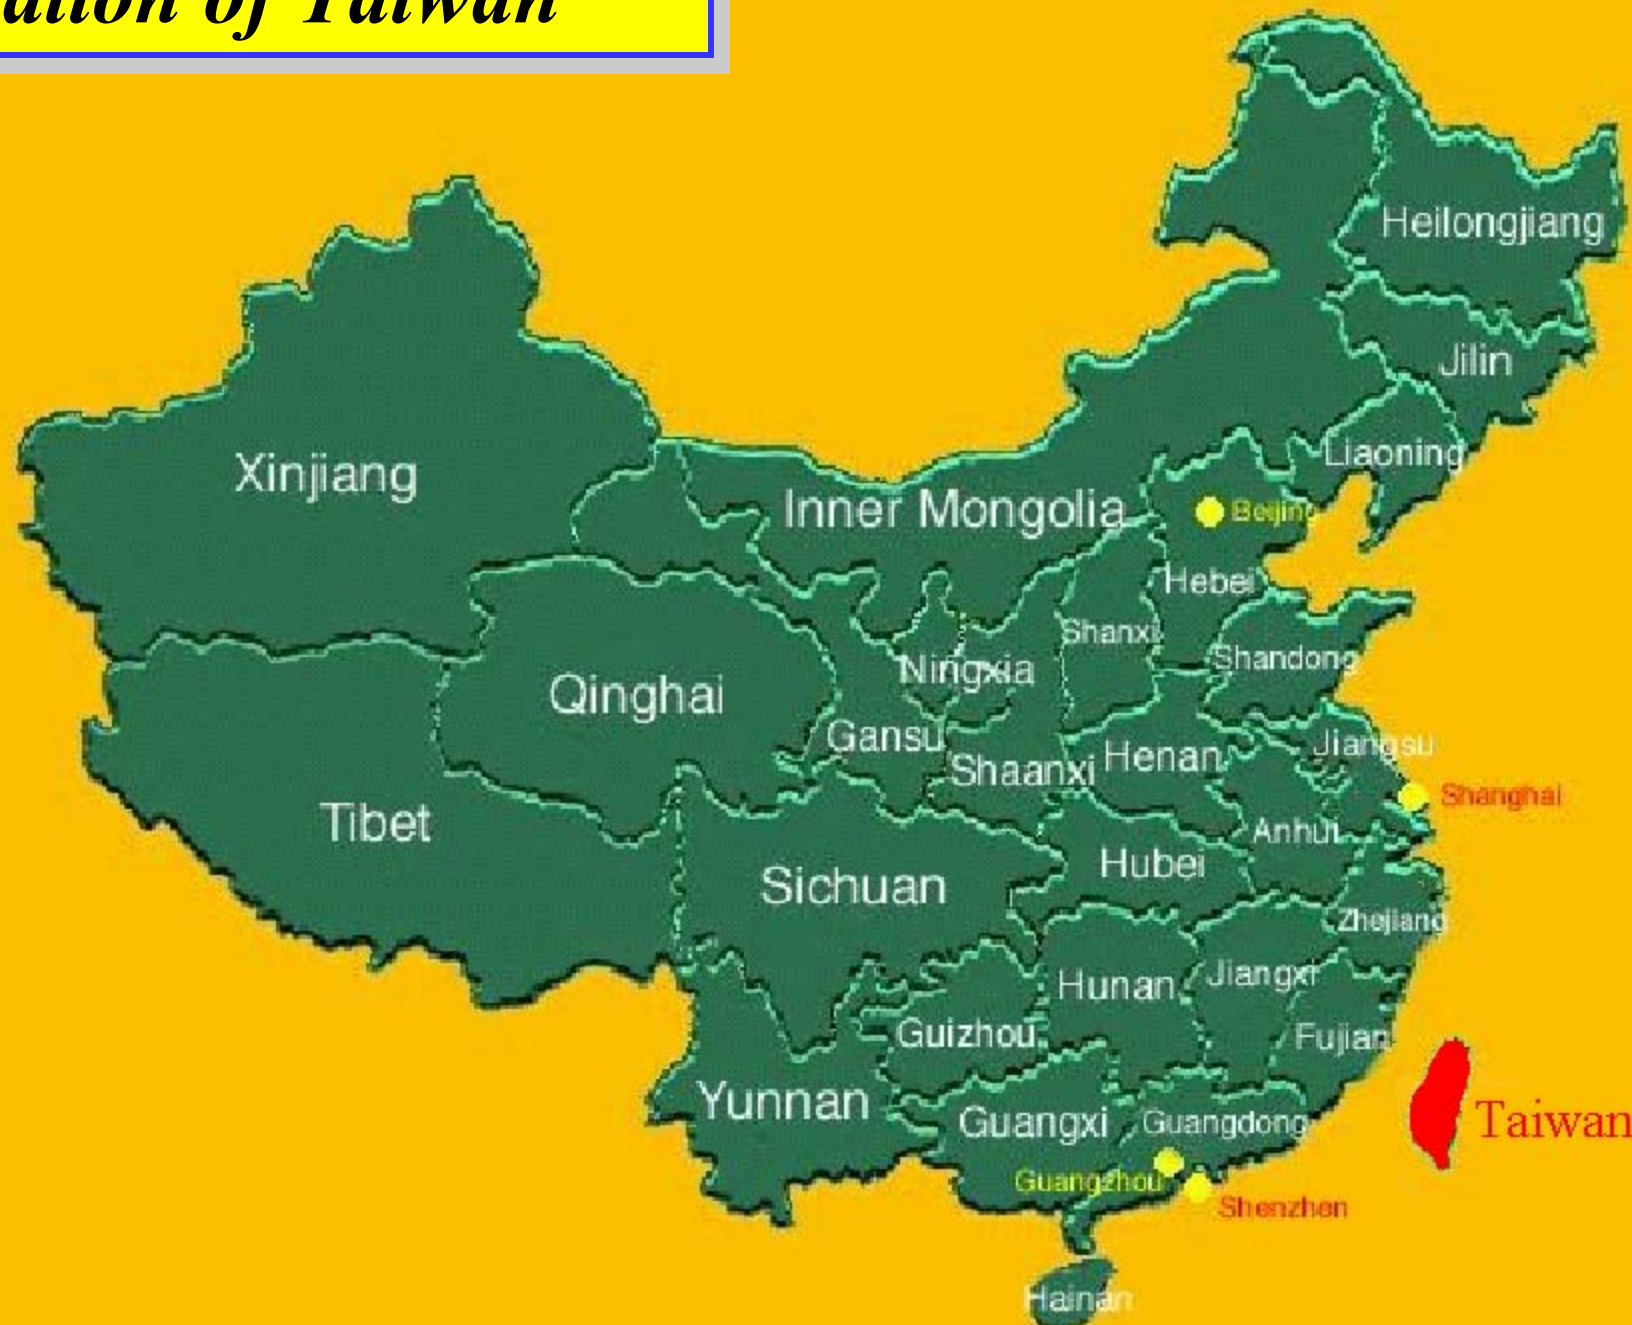 of Taiwan
Heilongjiang
Jilin
Liaoning
Xinjiang
Inner Mongolia
Beijing
Hebei
Shanxi
Shandong
Ningxia
Qinghai
Gansu
Jiangsu
Henan
Shaanxi
Shanghai
Tibet
Anhui
Hubei
Sichuan
Zhejiang
Jiangxi
Hunan
Guizhou
Fujian
Yunnan
Guangxi
Guangdong
Taiwan
Guangzhou
Shenzhen
Hainan